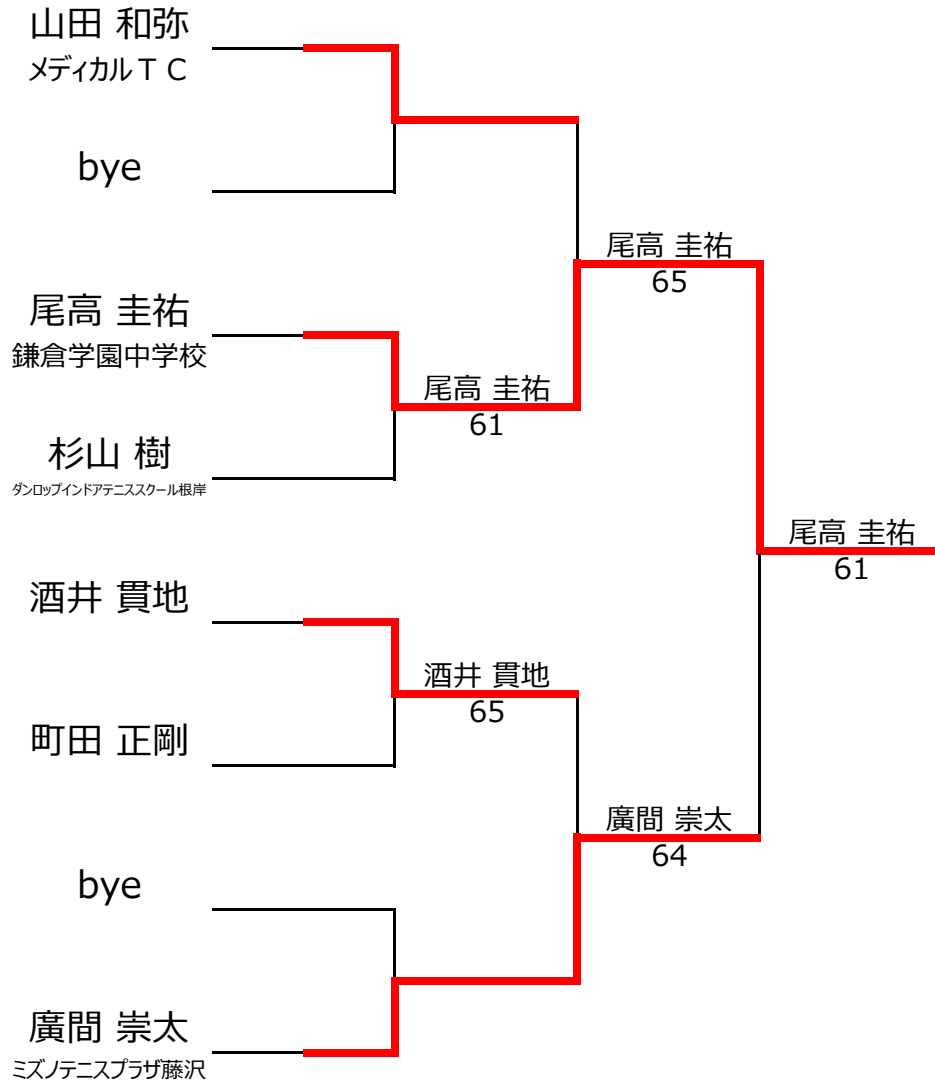 山田 和弥
メディカルＴＣ
bye
尾高 圭祐
65
尾高 圭祐
鎌倉学園中学校
尾高 圭祐
61
杉山 樹
ダンロップインドアテニススクール根岸
尾高 圭祐
61
酒井 貫地
酒井 貫地
65
町田 正剛
廣間 崇太
64
bye
廣間 崇太
ミズノテニスプラザ藤沢